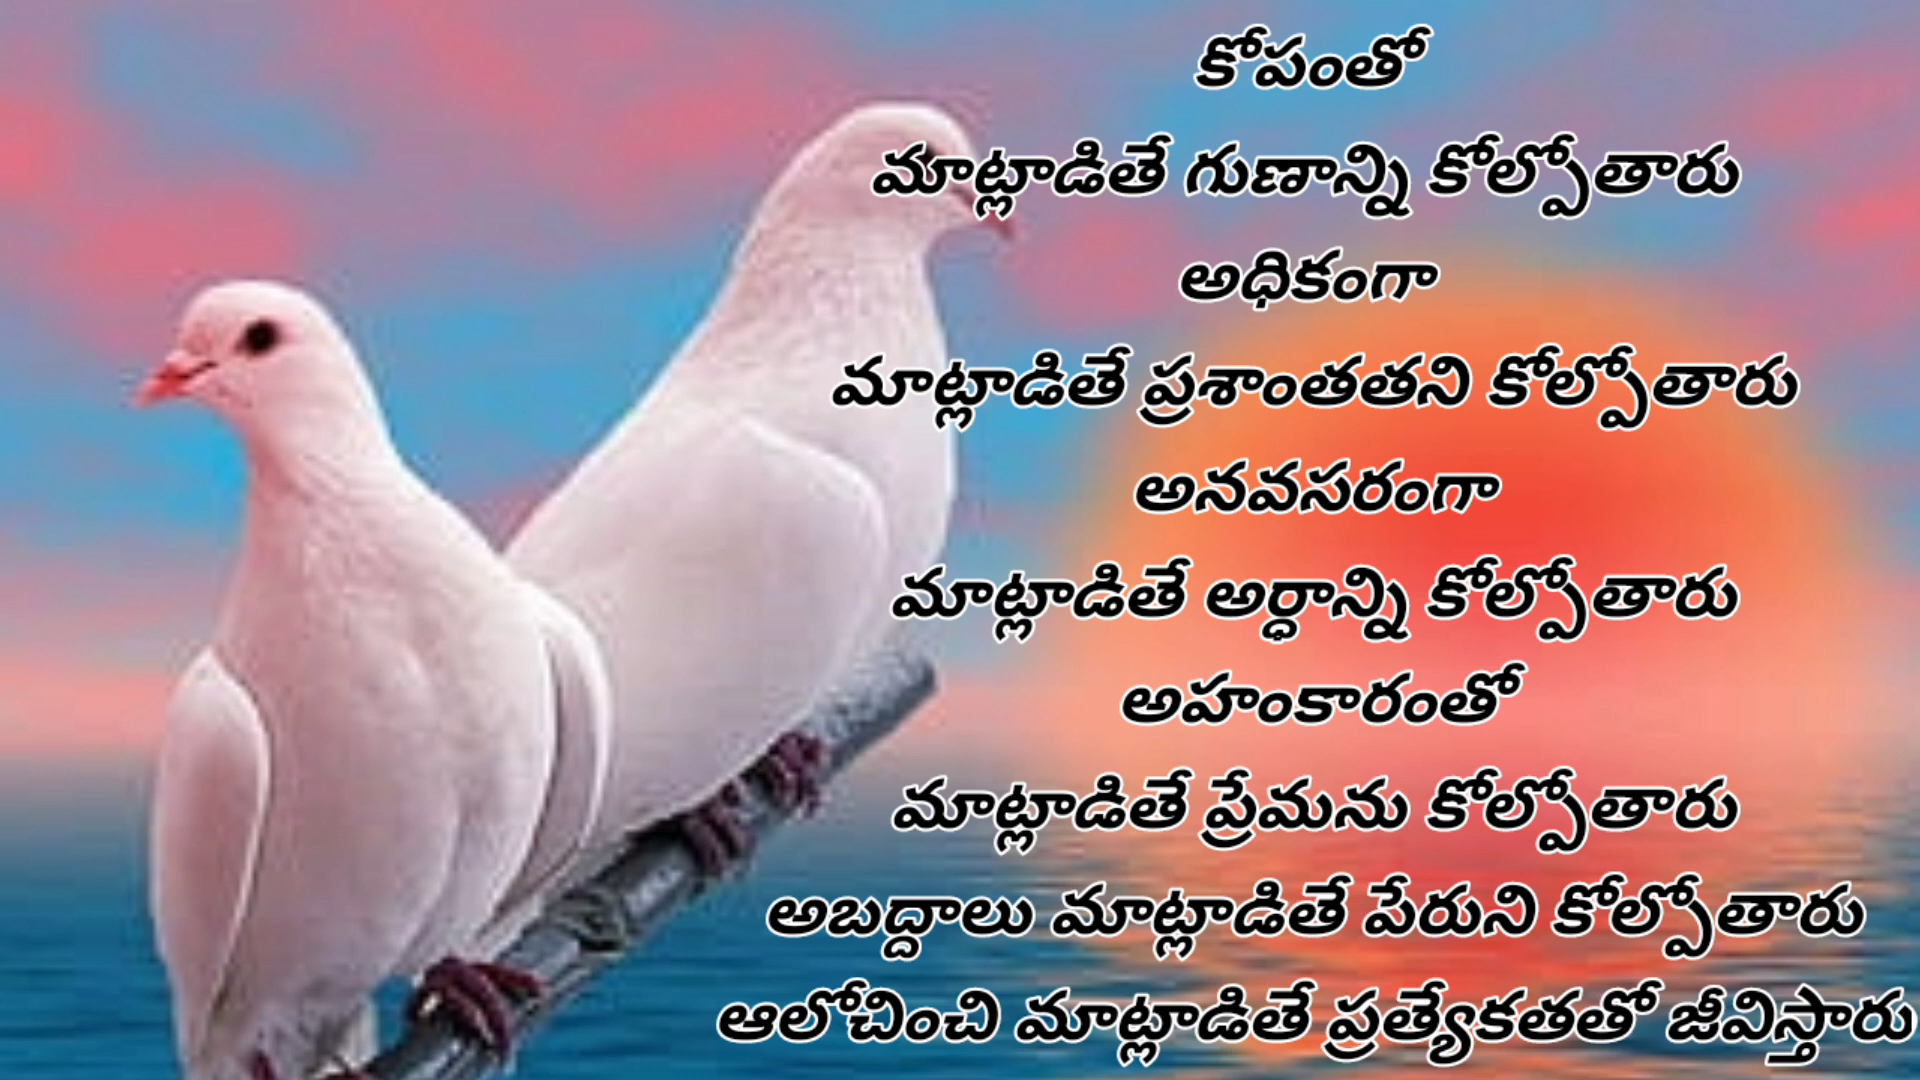 కోపంతో
మాట్లాడితే గుణాన్ని కోల్పోతారు
అధికంగా
మాట్లాడితే ప్రశాంతతని కోల్పోతారు
అనవసరంగా
మాట్లాడితే అర్ధాన్ని కోల్పోతారు
అహంకారంతో
మాట్లాడితే ప్రేమను కోల్పోతారు
అబద్దాలు మాట్లాడితే పేరుని కోల్పోతారు
ఆలోచించి మాట్లాడితే ప్రత్యేకతతో జీవిస్తారు